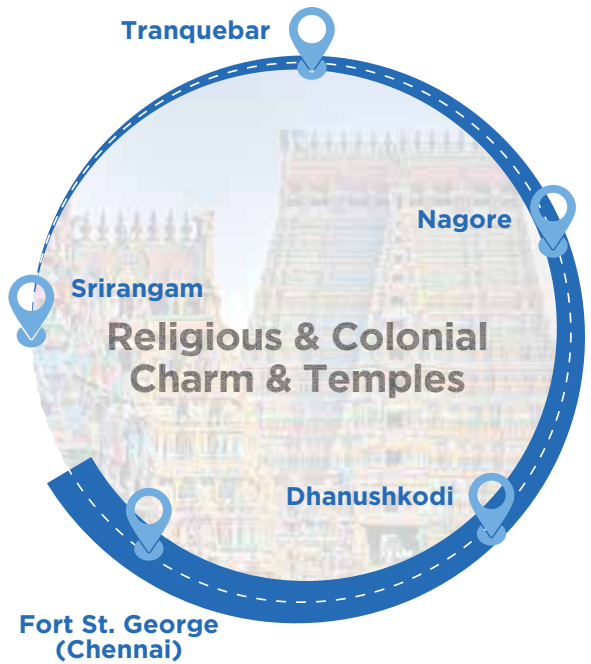 Tranquebar
Nagore
Srirangam
Religious & Colonial
Charm & Temples
Dhanushkodi
Fort St. George
(Chennai)